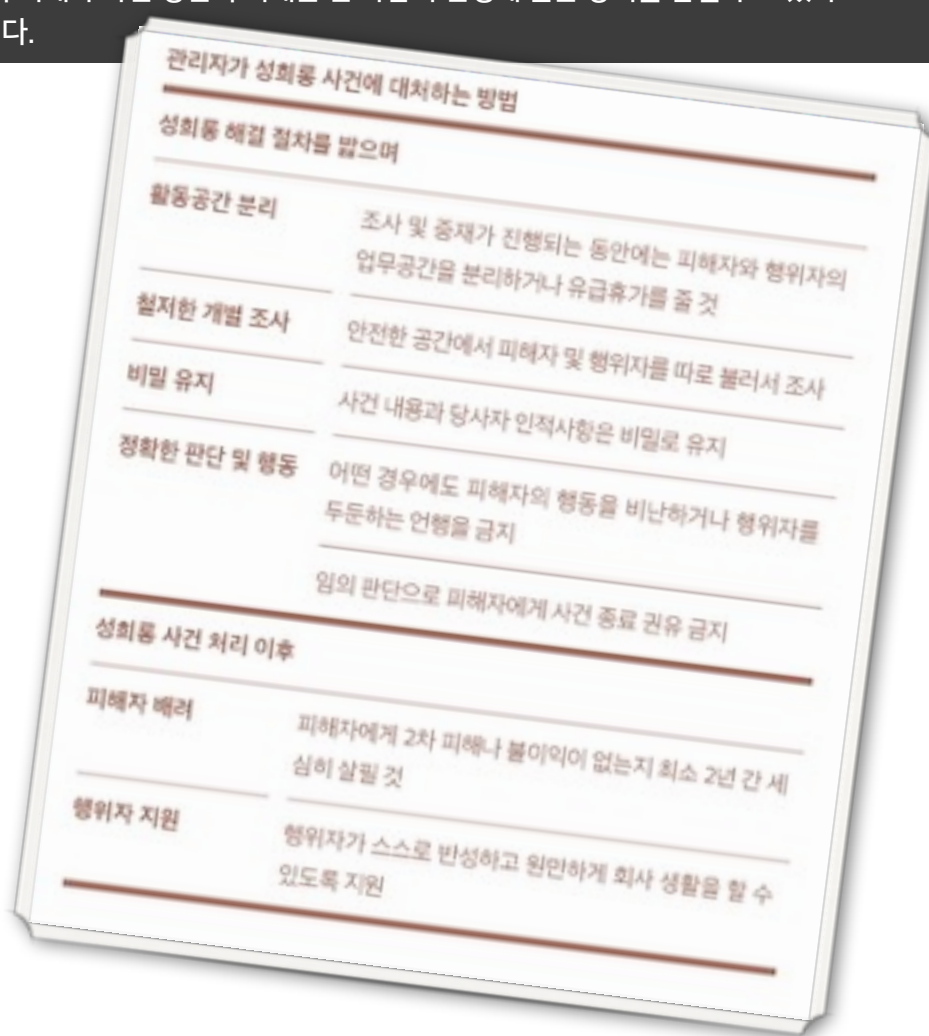 다.
관리자가 성희롱 사건에 대처하는 방법
성희롱 해결 절차를 밟으며
활동공간 분리
조사 및 중재가 진행되는 동안에는 피해자와 행위자의
업무공간을 분리하거나 유급휴가를 줄 것
철저한 개별 조사
안전한 공간에서 피해자 및 행위자를 따로 불러서 조사
비밀 유지
사건 내용과 당사자 인적사항은 비밀로 유지
정확한 판단 및 행동
어떤 경우에도 피해자의 행동을 비난하거나 행위자를
두둔하는 언행을 금지
임의 판단으로 피해자에게 사건 종료 권유 금지
성희롱 사건 처리 이후
피해자 배려
피해자에게 2차 피해나 불이익이 없는지 최소 2년 간 세
심히 살필 것
행위자 지원
행위자가 스스로 반성하고 원만하게 회사 생활을 할 수
있도록 지원